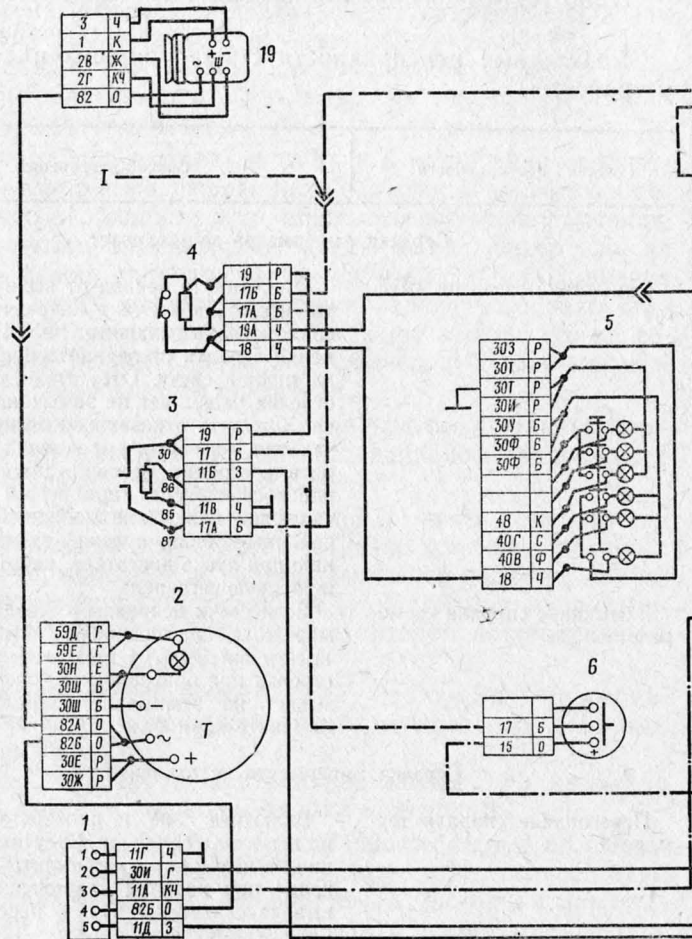 3 Ч
1 К
2В Ж
2Г КЧ
82 О
+ −
~ Ш
19
I
4
19 Р
17Б Б
17А Б
19А Ч
18 Ч
5
30З Р
30Т Р
30Т Р
30И Р
30У Г
30Ф Б
30Ф Б
4В К
40Г С
40В Ф
18 Ч
3
19 Р
17 Б
11Б З
11В Ч
17А Б
30
86
85
87
2
59Д Г
59Е Г
30Н Е
30Ш Б
30Ш Б
82А О
82Б О
30Е Р
30Ж Р
Т
~
+
6
17 Б
15 О
1 11Г Ч
2 30И Г
3 11А КЧ
4 82Б О
5 11Д З